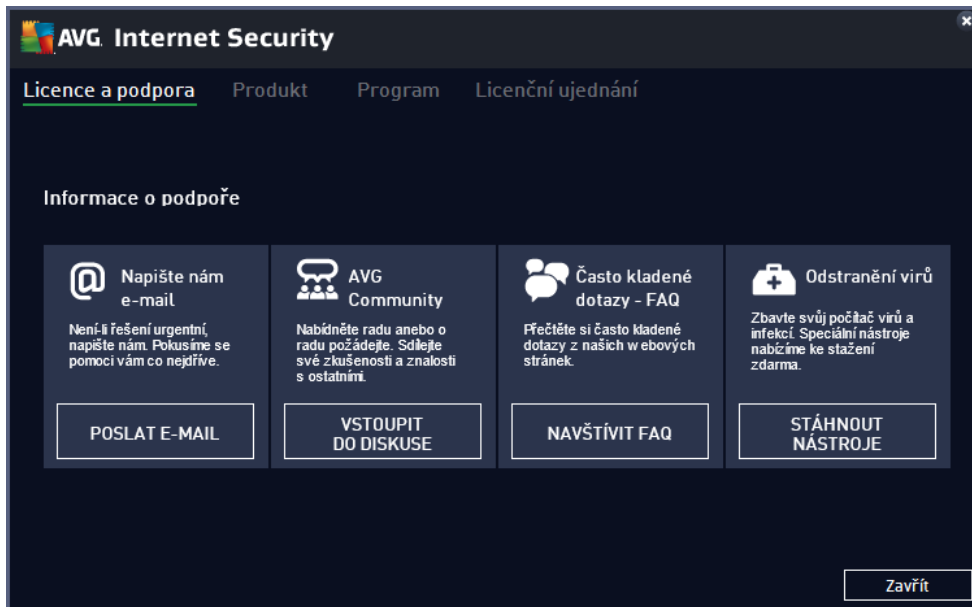 AVG. Internet Security
Licence a podpora Produkt Program Licenční ujednání
Informace o podpoře
Napište nám
e-mail
Není-li řešení urgentní,
napište nám. Pokusíme se
pomoci vám co nejdříve.
POSLAT E-MAIL
AVG
Community
Nabídněte radu anebo o
radu požádejte. Sdílejte
své zkušenosti a znalosti
s ostatními.
VSTOUPIT
DO DISKUSE
Často kladené
dotazy - FAQ
Přečtěte si často kladené
dotazy z našich webových
stránek.
NAVŠTÍVIT FAQ
Odstranění virů
Zbavte svůj počítač virů a
infekcí. Speciální nástroje
nabízíme ke stažení
zdarma.
STÁHNOUT
NÁSTROJE
Zavřít